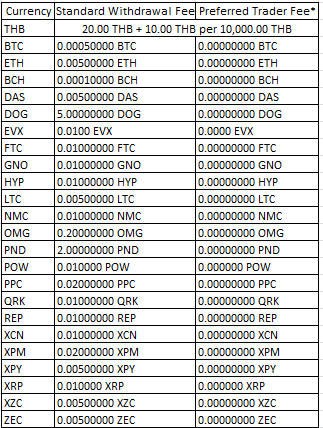 Currency Standard Withdrawal Fee Preferred Trader Fee*
THB 20.00 THB + 10.00 THB per 10,000.00 THB
BTC 0.00050000 BTC 0.00000000 BTC
ETH 0.00500000 ETH 0.00000000 ETH
BCH 0.00010000 BCH 0.00000000 BCH
DAS 0.00500000 DAS 0.00000000 DAS
DOG 5.00000000 DOG 0.00000000 DOG
EVX 0.0100 EVX 0.0000 EVX
FTC 0.01000000 FTC 0.00000000 FTC
GNO 0.01000000 GNO 0.00000000 GNO
HYP 0.01000000 HYP 0.00000000 HYP
LTC 0.00500000 LTC 0.00000000 LTC
NMC 0.01000000 NMC 0.00000000 NMC
OMG 0.20000000 OMG 0.00000000 OMG
PND 2.00000000 PND 0.00000000 PND
POW 0.010000 POW 0.000000 POW
PPC 0.02000000 PPC 0.00000000 PPC
QRK 0.01000000 QRK 0.00000000 QRK
REP 0.01000000 REP 0.00000000 REP
XCN 0.01000000 XCN 0.00000000 XCN
XPM 0.02000000 XPM 0.00000000 XPM
XPY 0.00500000 XPY 0.00000000 XPY
XRP 0.010000 XRP 0.000000 XRP
XZC 0.00500000 XZC 0.00000000 XZC
ZEC 0.00500000 ZEC 0.00000000 ZEC